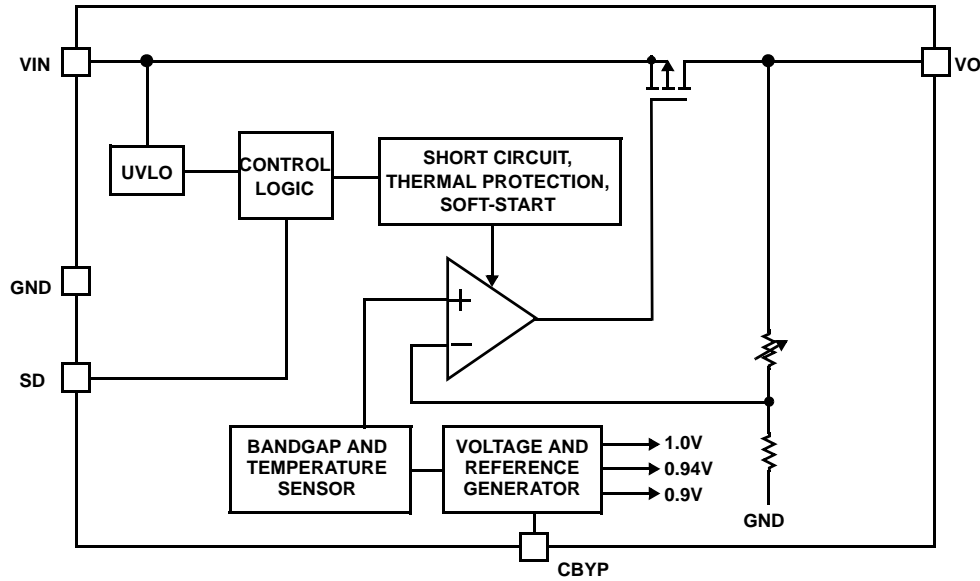 VIN
VO
UVLO
CONTROL
LOGIC
SHORT CIRCUIT,
THERMAL PROTECTION,
SOFT-START
GND
+
−
SD
BANDGAP AND
TEMPERATURE
SENSOR
VOLTAGE AND
REFERENCE
GENERATOR
1.0V
0.94V
0.9V
GND
CBYP